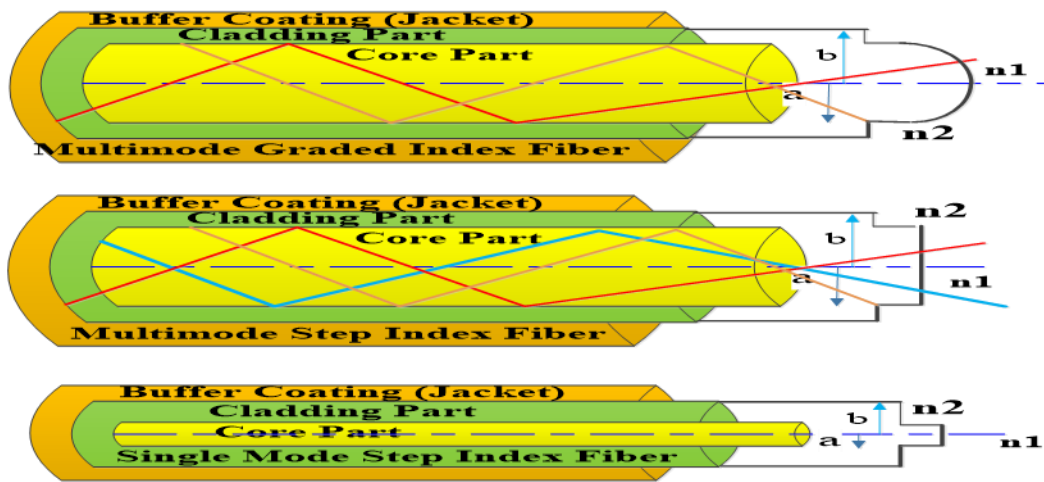 Buffer Coating (Jacket)
Cladding Part
Core Part
b
n1
a
n2
Multimode Graded Index Fiber
Buffer Coating (Jacket)
n2
Cladding Part
Core Part
b
a
n1
Multimode Step Index Fiber
Buffer Coating (Jacket)
Cladding Part
n2
b
Core Part
a
n1
Single Mode Step Index Fiber